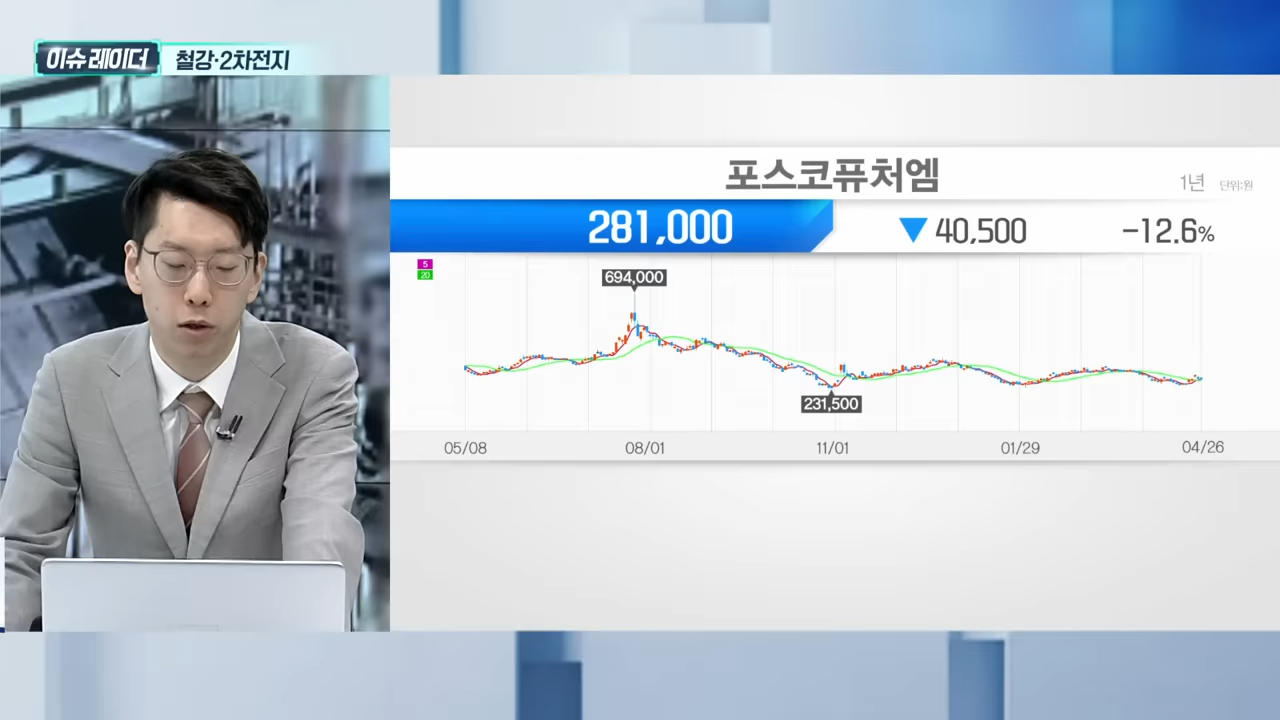 이슈 레이더 철강·2차전지
포스코퓨처엠
1년 단위:원
281,000 ▼ 40,500 -12.6%
5
20
694,000
231,500
05/08 08/01 11/01 01/29 04/26